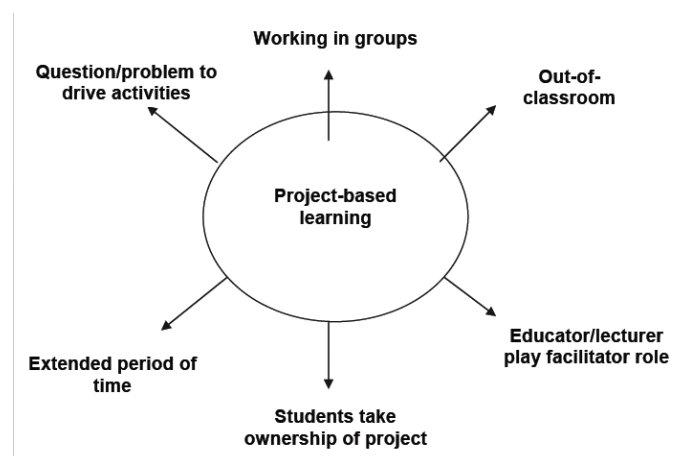 Working in groups
Question/problem to
drive activities
Out-of-
classroom
Project-based
learning
Educator/lecturer
play facilitator role
Extended period of
time
Students take
ownership of project